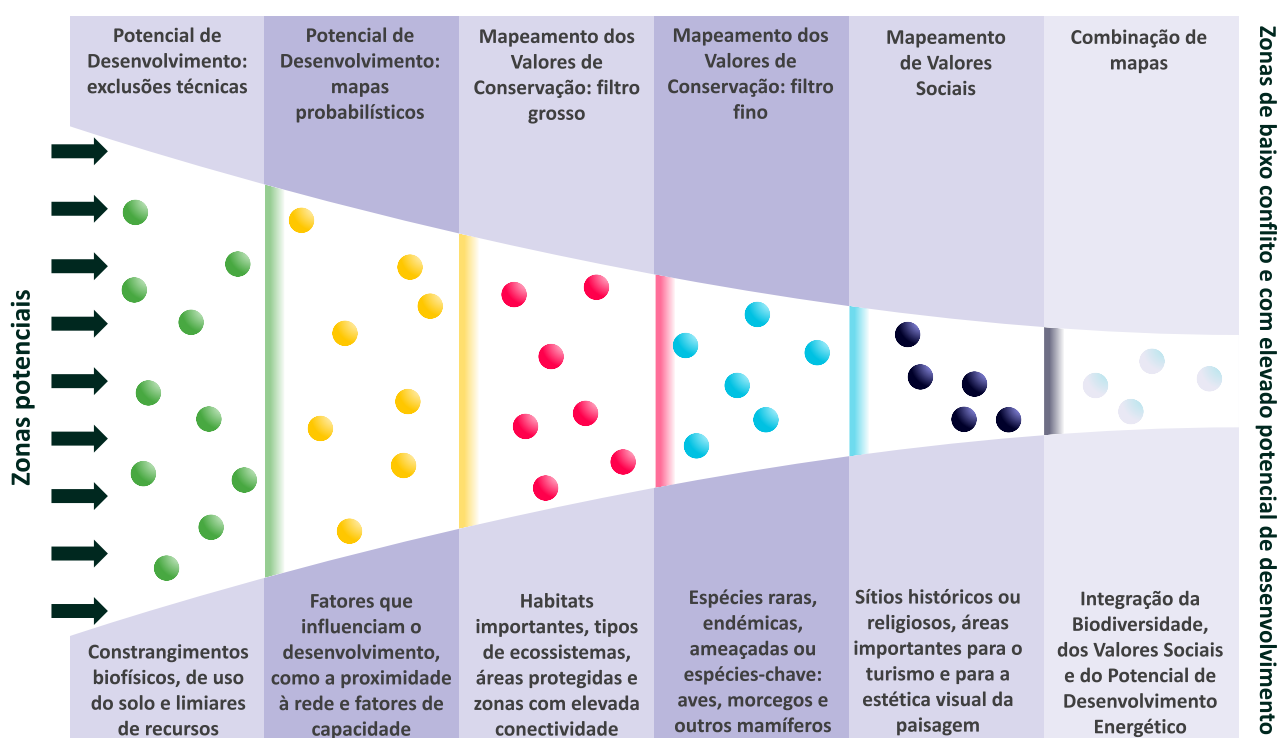 Zonas potenciais
Potencial de
Desenvolvimento:
exclusões técnicas
Constrangimentos
biofísicos, de uso
do solo e limiares
de recursos
Potencial de
Desenvolvimento:
mapas
probabilísticos
Fatores que
influenciam o
desenvolvimento,
como a proximidade
à rede e fatores de
capacidade
Mapeamento dos
Valores de
Conservação: filtro
grosso
Habitats
importantes, tipos
de ecossistemas,
áreas protegidas e
zonas com elevada
conectividade
Mapeamento dos
Valores de
Conservação: filtro
fino
Espécies raras,
endémicas,
ameaçadas ou
espécies-chave:
aves, morcegos e
outros mamíferos
Mapeamento
de Valores
Sociais
Sítios históricos ou
religiosos, áreas
importantes para o
turismo e para a
estética visual da
paisagem
Combinação de
mapas
Integração da
Biodiversidade,
dos Valores Sociais
e do Potencial de
Desenvolvimento
Energético
Zonas de baixo conflito e com elevado potencial de desenvolvimento